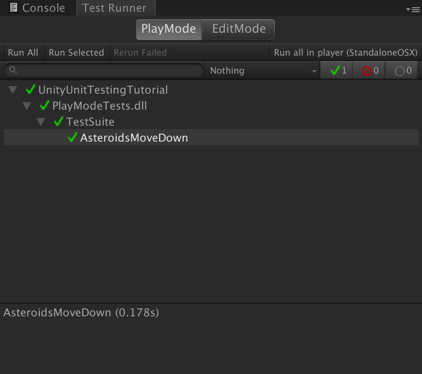 Console Test Runner
PlayMode EditMode
Run All Run Selected Rerun Failed Run all in player (StandaloneOSX)
Nothing 1 0 0
UnityUnitTestingTutorial
PlayModeTests.dll
TestSuite
AsteroidsMoveDown
AsteroidsMoveDown (0.178s)